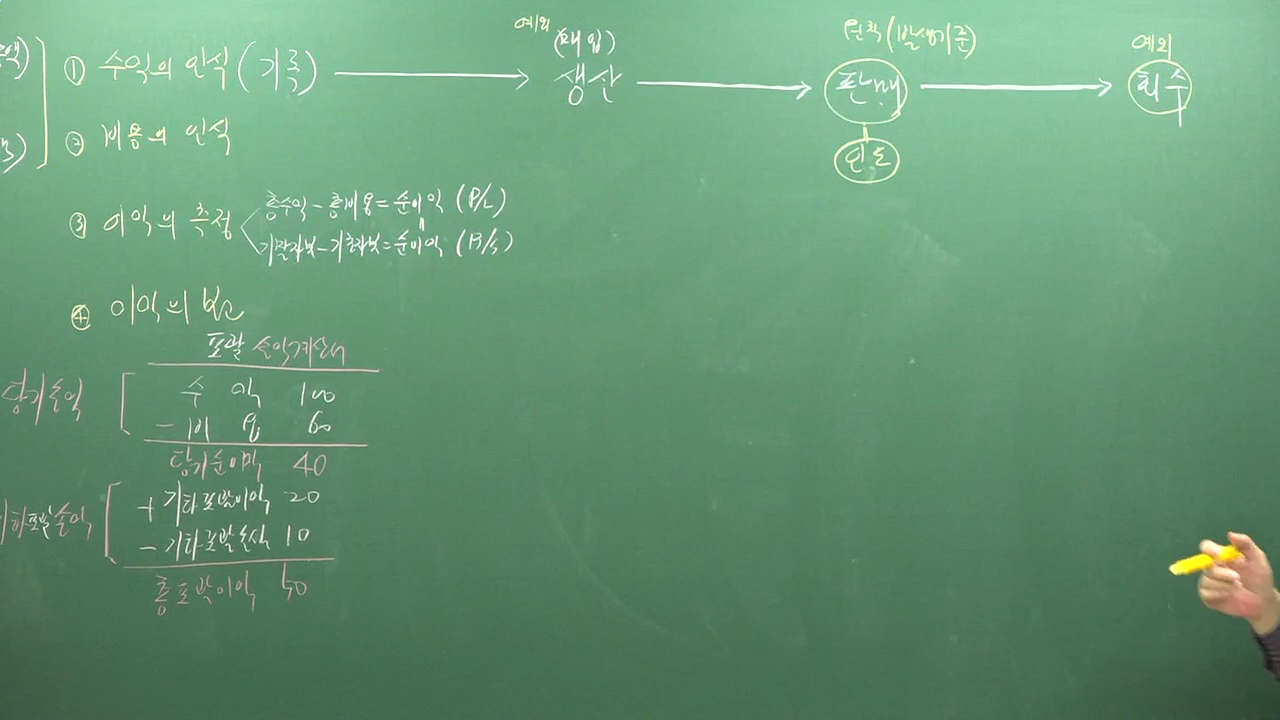 예외
(매입)
원칙 (발생기준)
예외
① 수익의 인식 (기록) → 생산 → 판매 → 회수
인도
② 비용의 인식
③ 이익의 측정
총수익 - 총비용 = 순이익 (P/L)
기말자본 - 기초자본 = 순이익 (B/S)
④ 이익의 보고
포괄 손익계산서
당기손익
수 익 100
- 비 용 60
당기순이익 40
기타포괄손익
+ 기타포괄이익 20
- 기타포괄손실 10
총포괄이익 50